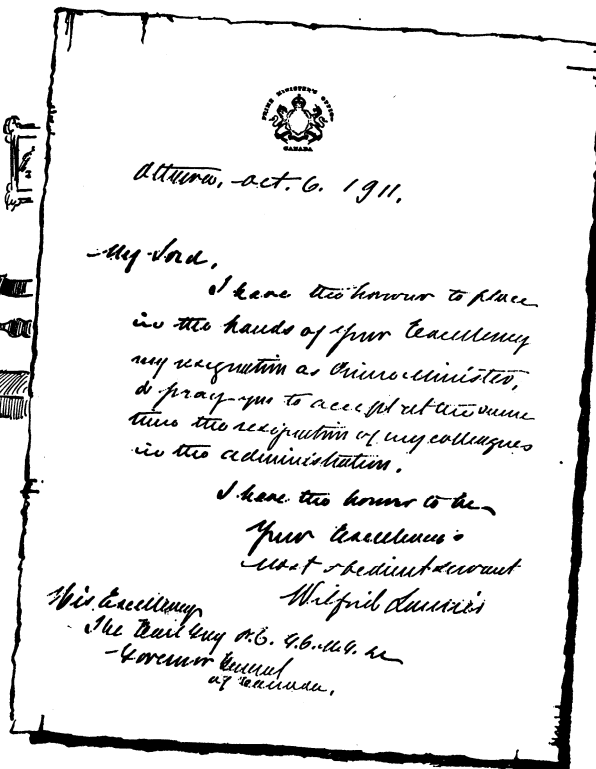 PRIME MINISTER'S OFFICE
CANADA
Ottawa, Oct. 6. 1911.
My Lord,
I have the honour to place
in the hands of Your Excellency
my resignation as Prime Minister,
& pray you to accept at the same
time the resignation of my colleagues
in the administration.
I have the honor to be
Your Excellency's
most obedient servant
Wilfrid Laurier
His Excellency
The Earl Grey G.C.M.G. &c
Governor General
of Canada.